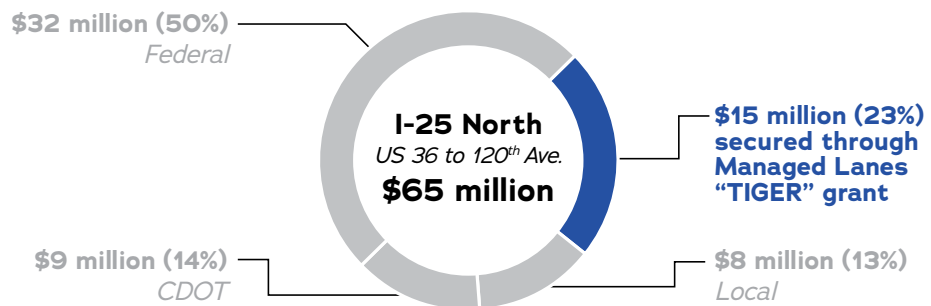 $32 million (50%)
Federal
I-25 North
US 36 to 120th Ave.
$65 million
$15 million (23%)
secured through
Managed Lanes
“TIGER” grant
$9 million (14%)
CDOT
$8 million (13%)
Local